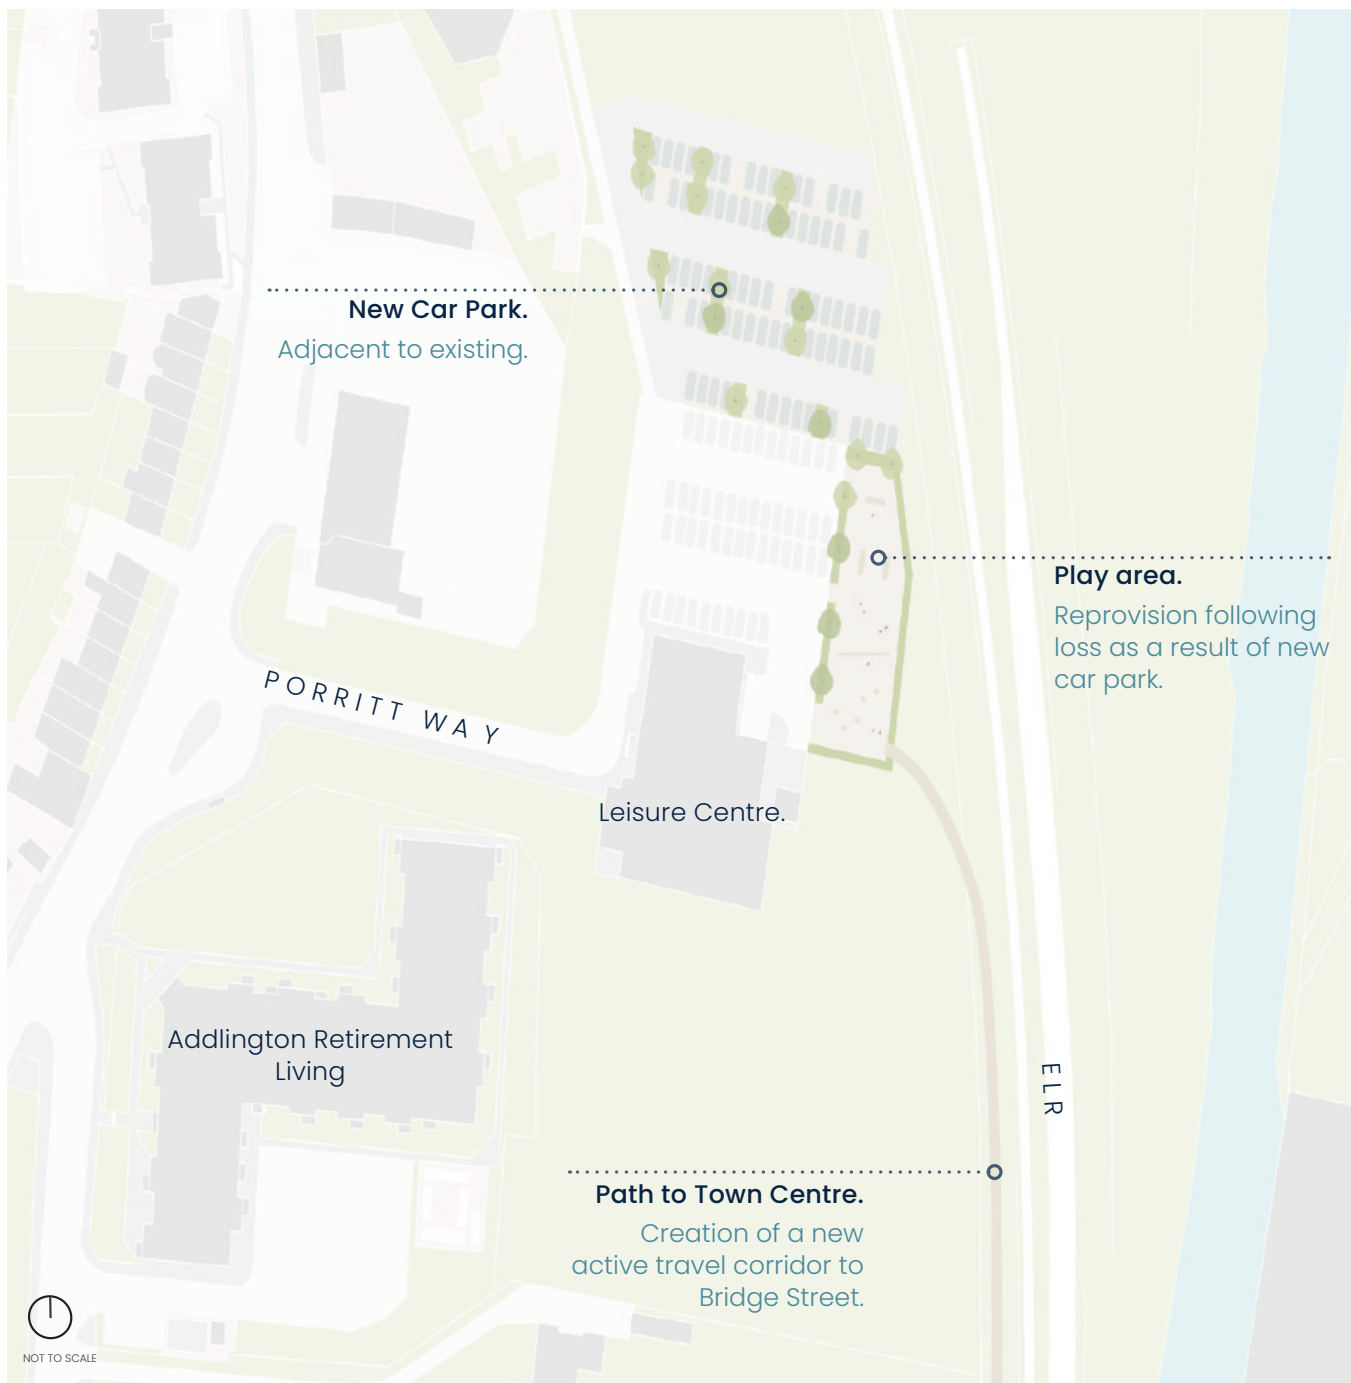 New Car Park.
Adjacent to existing.
Play area.
Reprovision following
loss as a result of new
car park.
PORRITT WAY
Leisure Centre.
Addlington Retirement
Living
ELR
Path to Town Centre.
Creation of a new
active travel corridor to
Bridge Street.
NOT TO SCALE